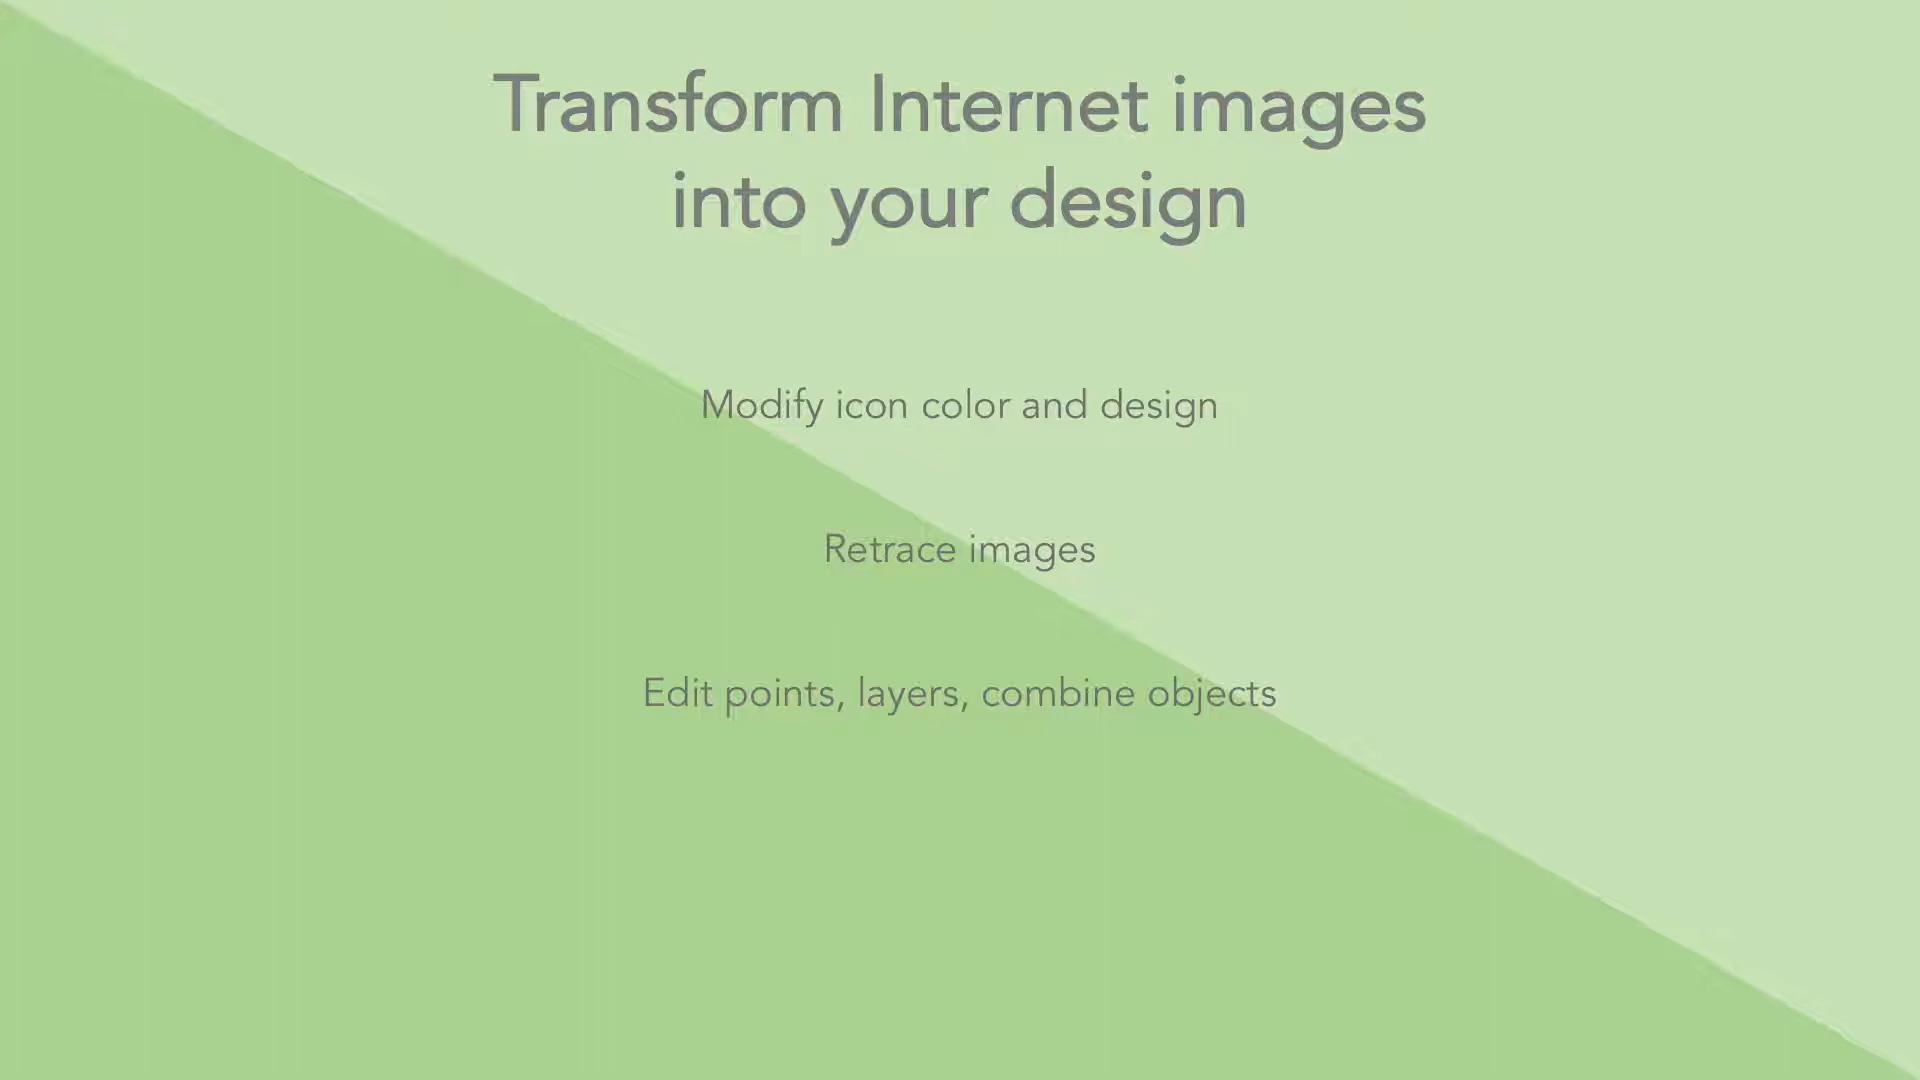 Transform Internet images
into your design
Modify icon color and design
Retrace images
Edit points, layers, combine objects